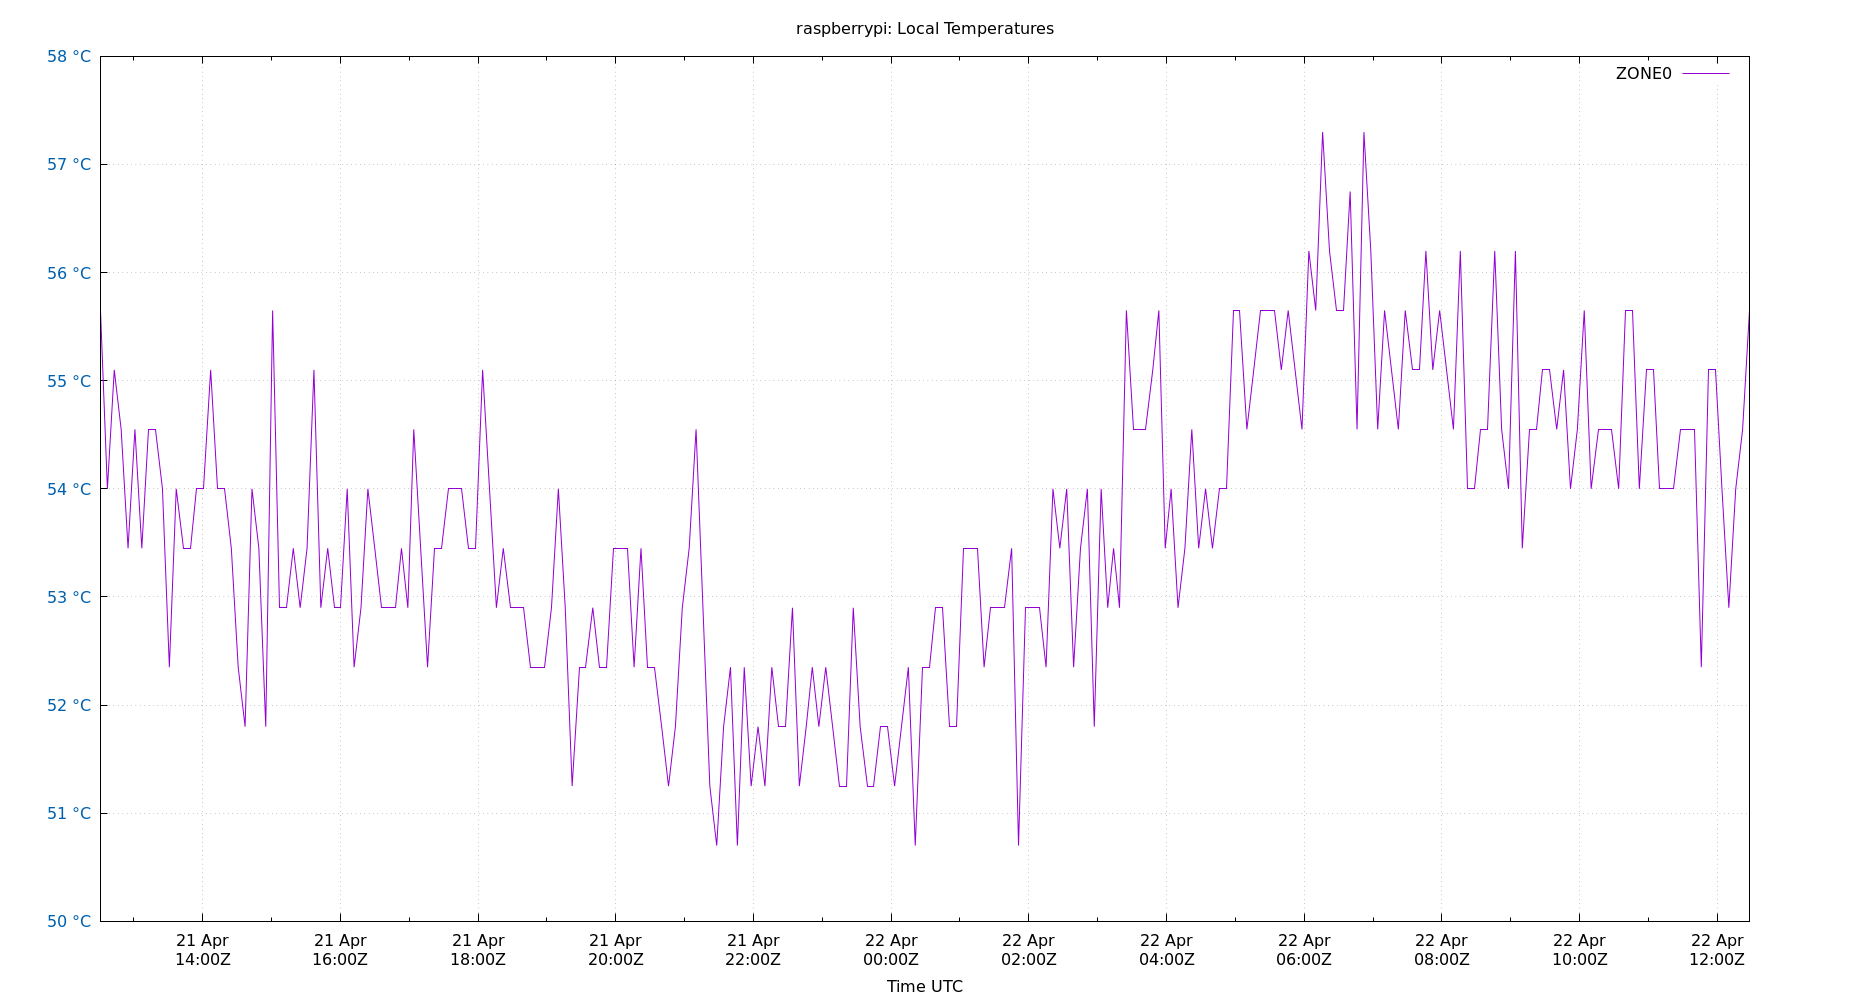 raspberrypi: Local Temperatures
58 °C
ZONE0
57 °C
56 °C
55 °C
54 °C
53 °C
52 °C
51 °C
50 °C
21 Apr 21 Apr 21 Apr 21 Apr 21 Apr 22 Apr 22 Apr 22 Apr 22 Apr 22 Apr 22 Apr 22 Apr
14:00Z 16:00Z 18:00Z 20:00Z 22:00Z 00:00Z 02:00Z 04:00Z 06:00Z 08:00Z 10:00Z 12:00Z
Time UTC